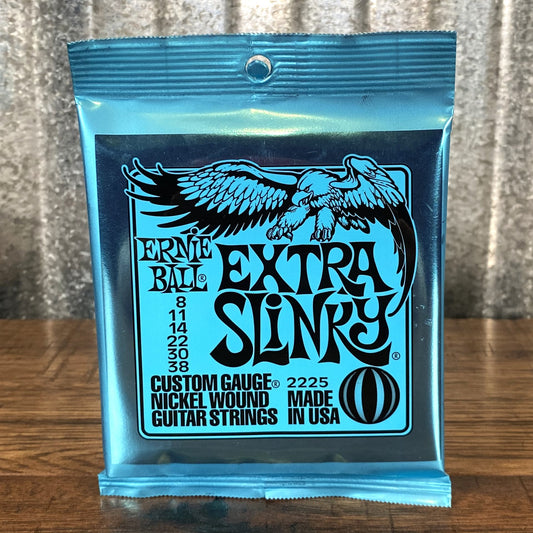 ERNIE
BALL®
EXTRA
SLINKY®
8
11
14
22
30
38
CUSTOM GAUGE® 2225
NICKEL WOUND MADE
GUITAR STRINGS IN USA